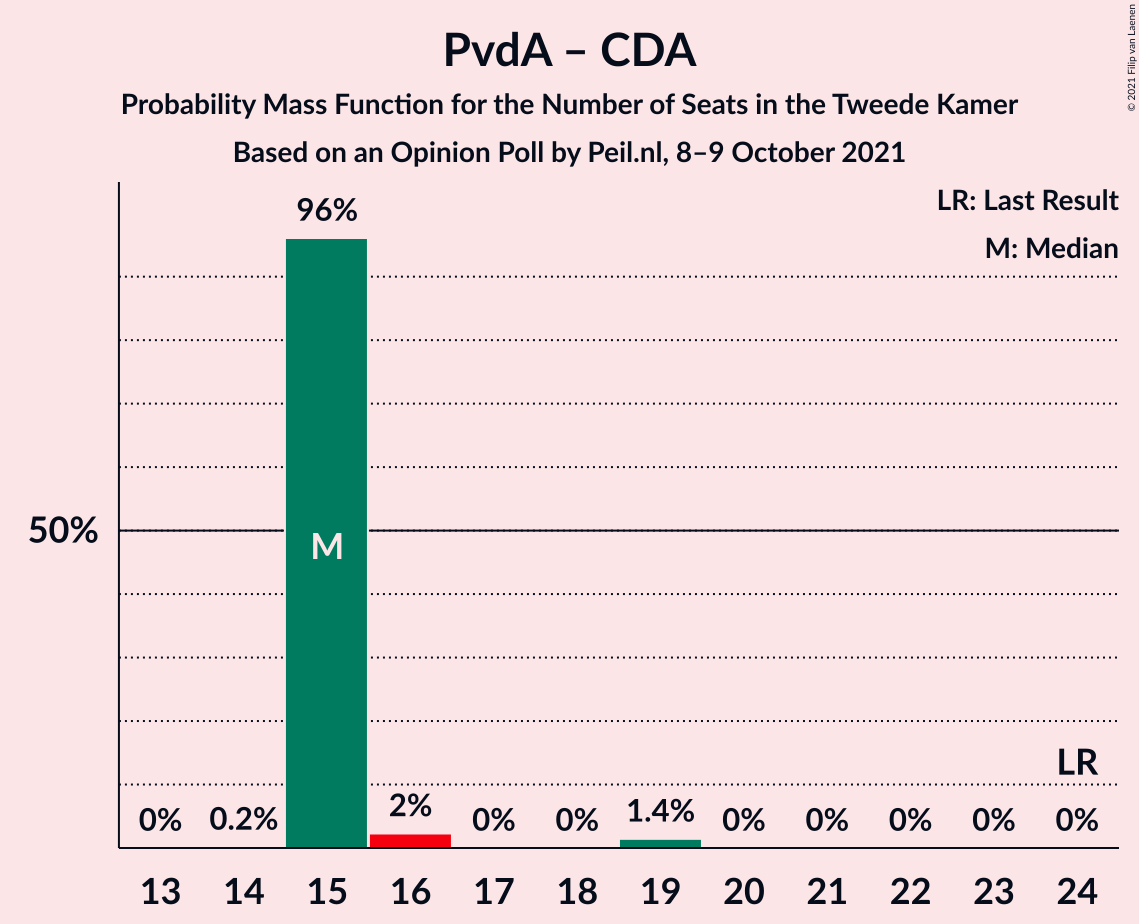 PvdA – CDA
Probability Mass Function for the Number of Seats in the Tweede Kamer
Based on an Opinion Poll by Peil.nl, 8–9 October 2021
© 2021 Filip van Laenen
LR: Last Result
M: Median
96%
50%
M
LR
0% 0.2% 2% 0% 0% 1.4% 0% 0% 0% 0% 0%
13 14 15 16 17 18 19 20 21 22 23 24